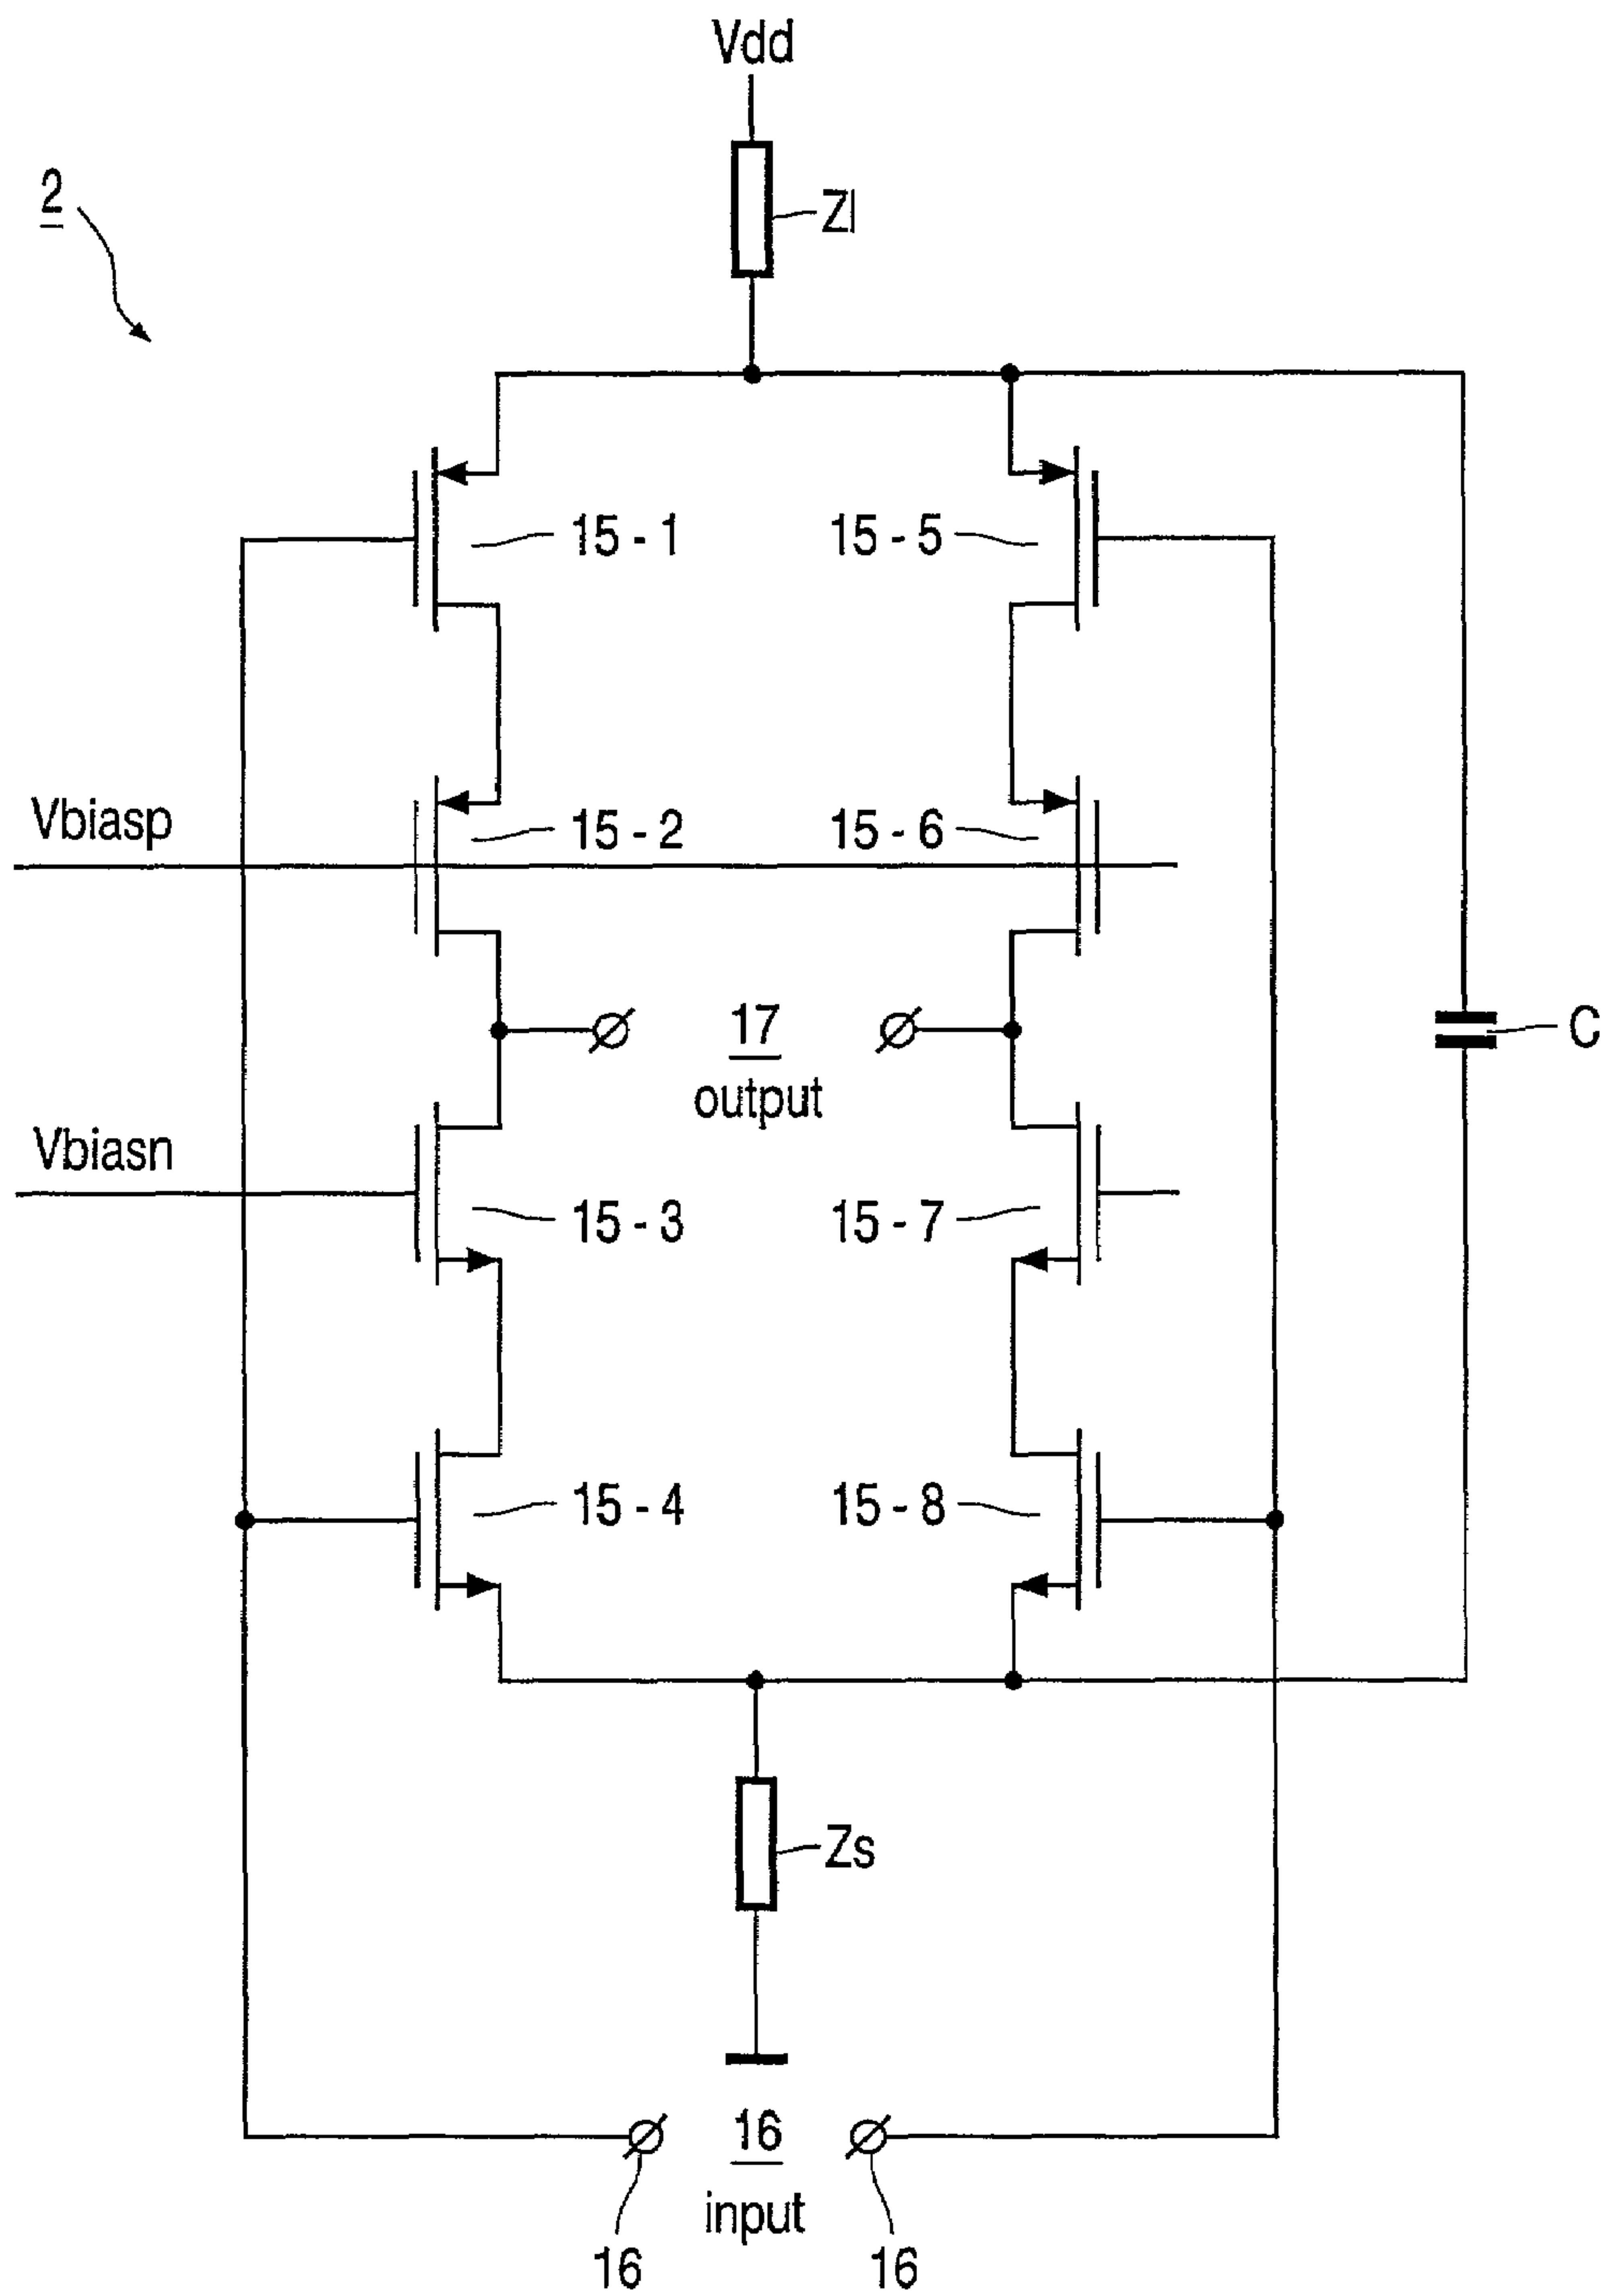 Vdd
2
Zl
15 - 1
15 - 5
Vbiasp
15 - 2
15 - 6
17
output
C
Vbiasn
15 - 3
15 - 7
15 - 4
15 - 8
Zs
16
input
16
16